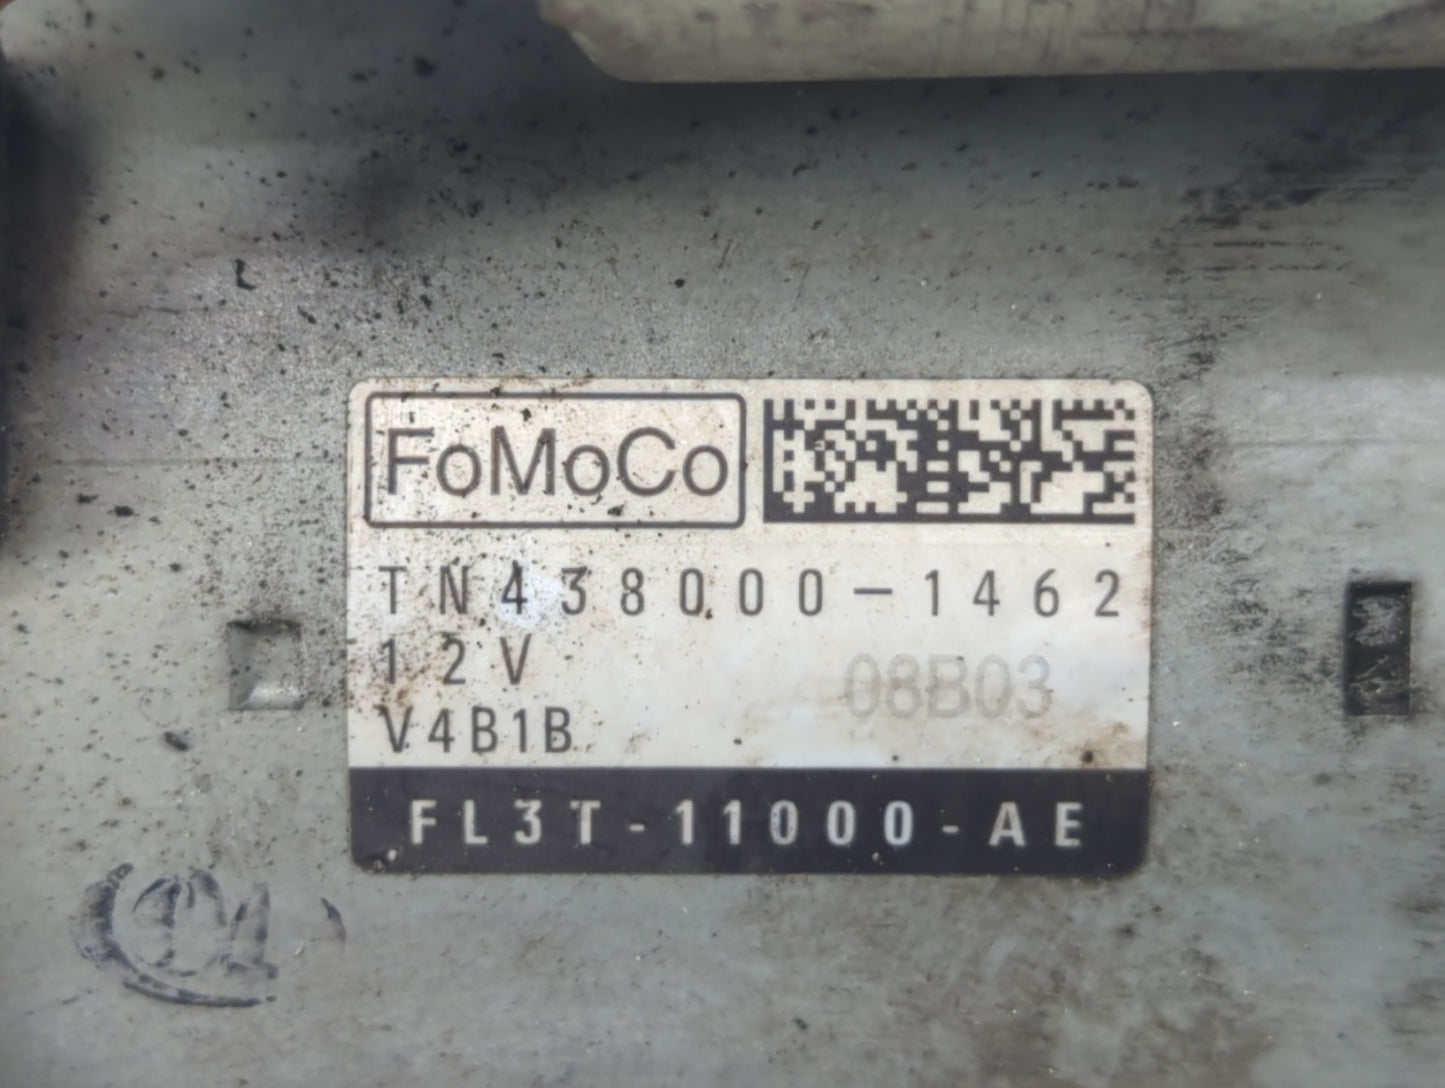 FoMoCo
TN438000-1462
12V
08B03
V4B1B
FL3T-11000-AE